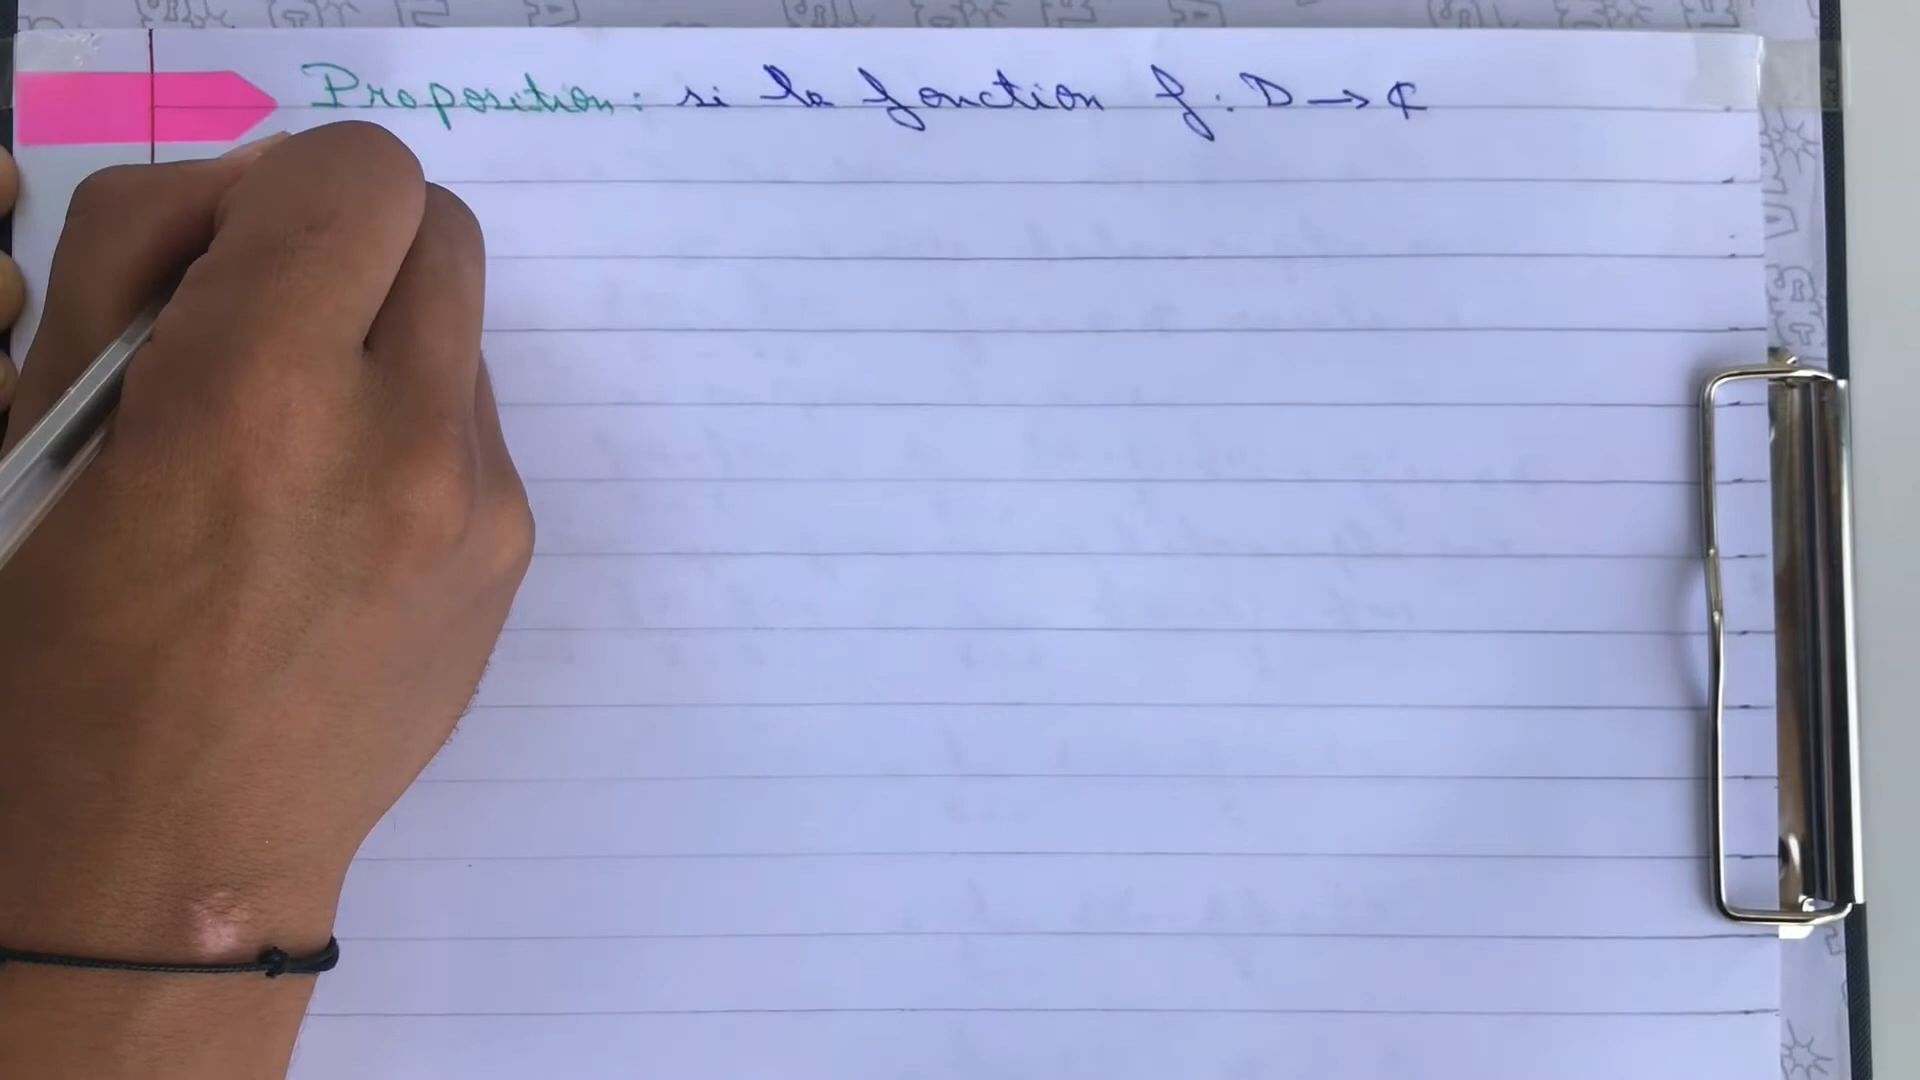 Proposition: si la fonction f: D → ℂ